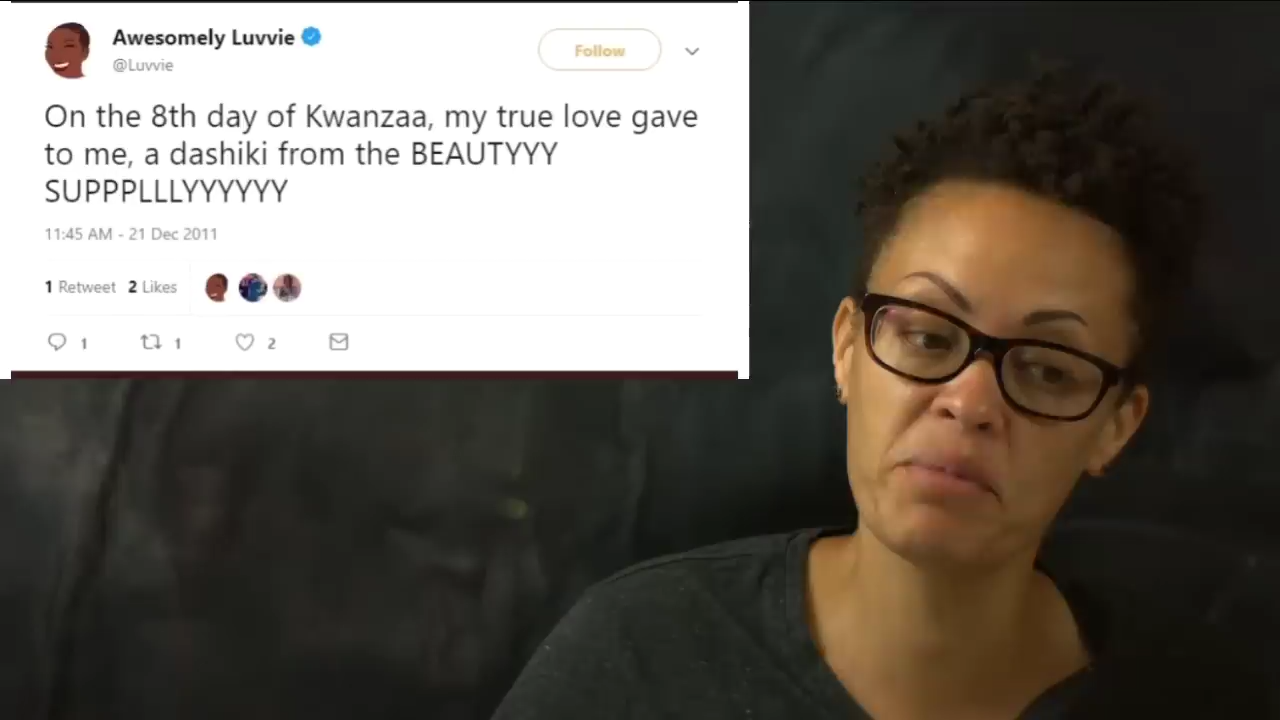 Awesomely Luvvie
@Luvvie
Follow
On the 8th day of Kwanzaa, my true love gave
to me, a dashiki from the BEAUTYYY
SUPPPLLLYYYYYY
11:45 AM - 21 Dec 2011
1 Retweet 2 Likes
1 1 2